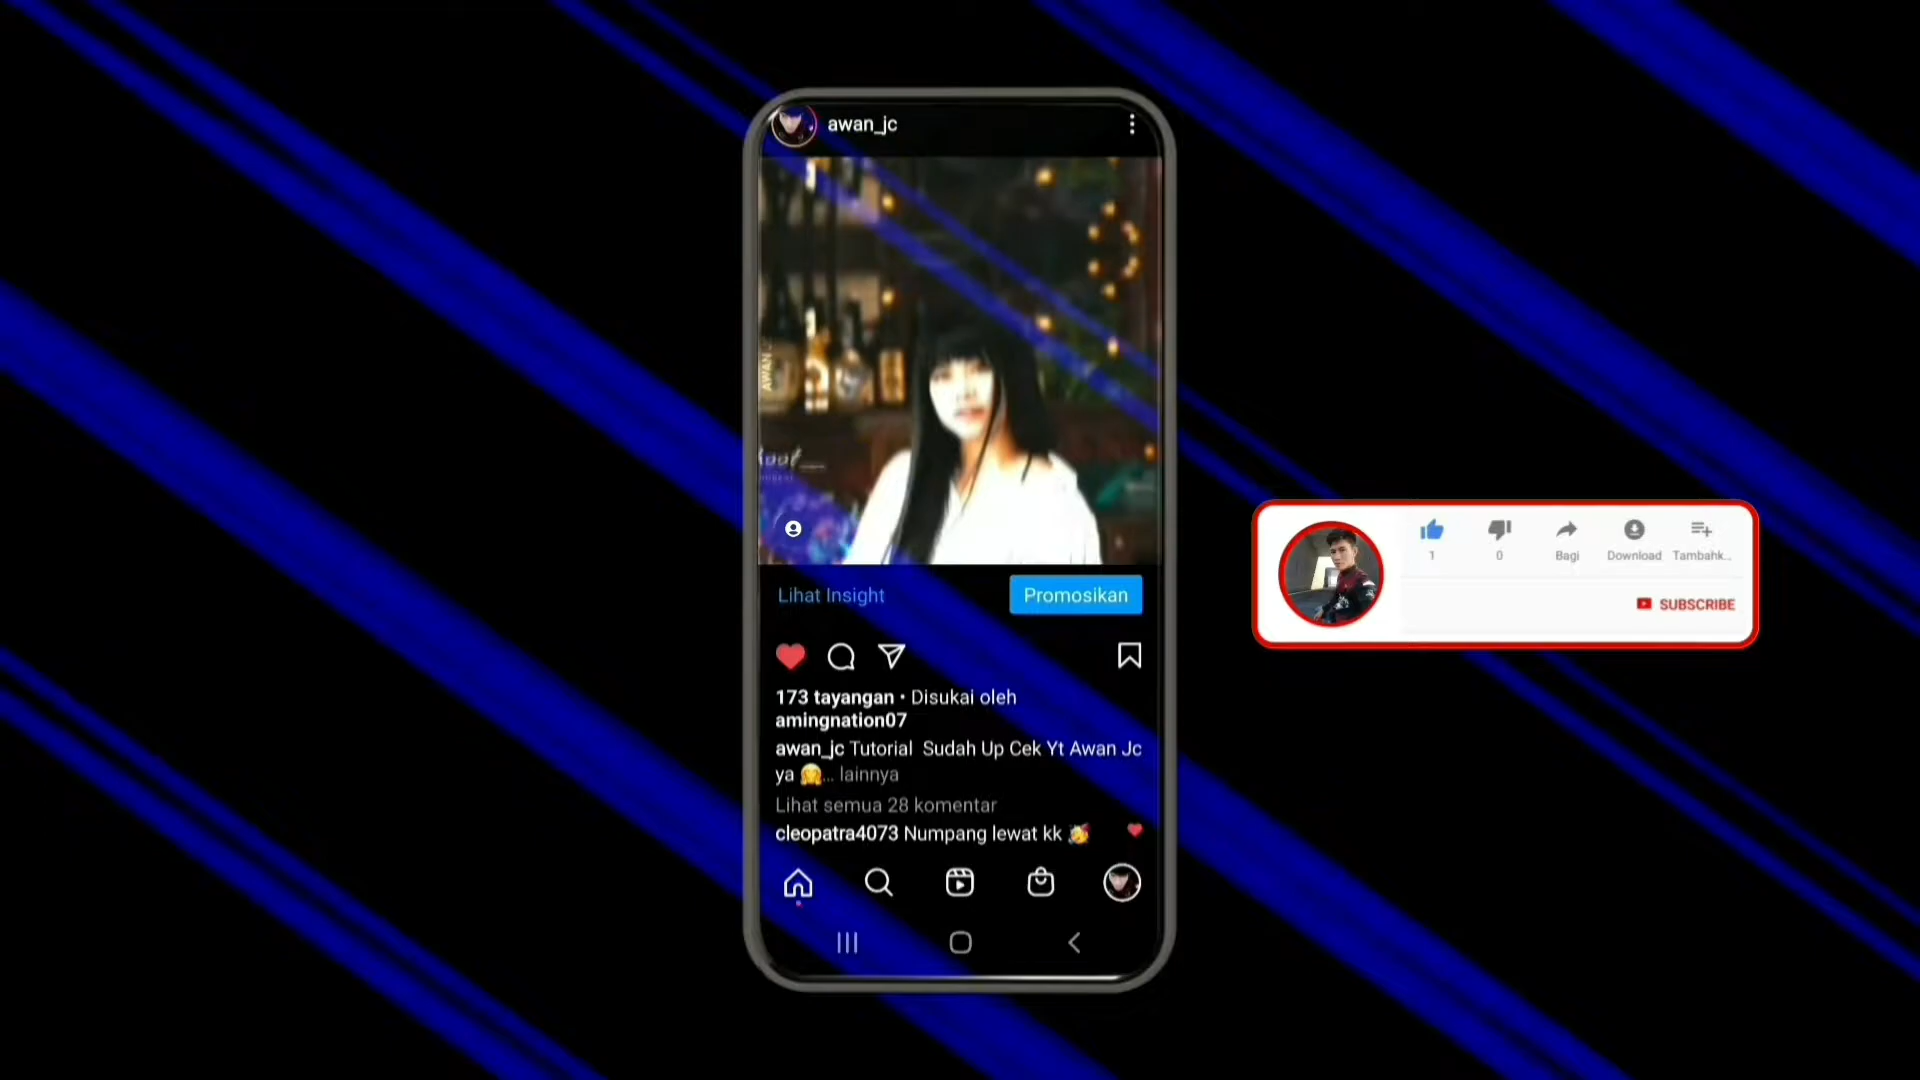 awan_jc
AWAN
Lihat Insight
Promosikan
173 tayangan • Disukai oleh
amingnation07
awan_jc Tutorial  Sudah Up Cek Yt Awan Jc
ya 🤗... lainnya
Lihat semua 28 komentar
cleopatra4073 Numpang lewat kk 🥳
1
0
Bagi
Download
Tambahk...
SUBSCRIBE